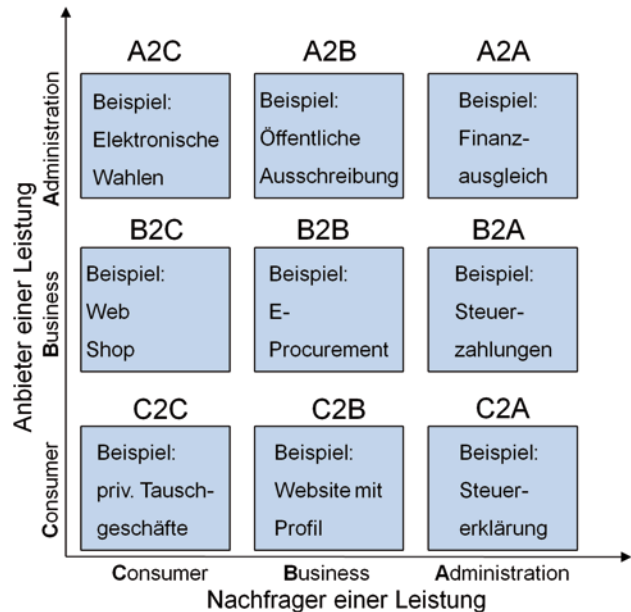 A2C
A2B
A2A
Beispiel:
Elektronische
Wahlen
Beispiel:
Öffentliche
Ausschreibung
Beispiel:
Finanz-
ausgleich
B2C
B2B
B2A
Beispiel:
Web
Shop
Beispiel:
E-
Procurement
Beispiel:
Steuer-
zahlungen
C2C
C2B
C2A
Beispiel:
priv. Tausch-
geschäfte
Beispiel:
Website mit
Profil
Beispiel:
Steuer-
erklärung
Anbieter einer Leistung
Administration
Business
Consumer
Consumer
Business
Administration
Nachfrager einer Leistung